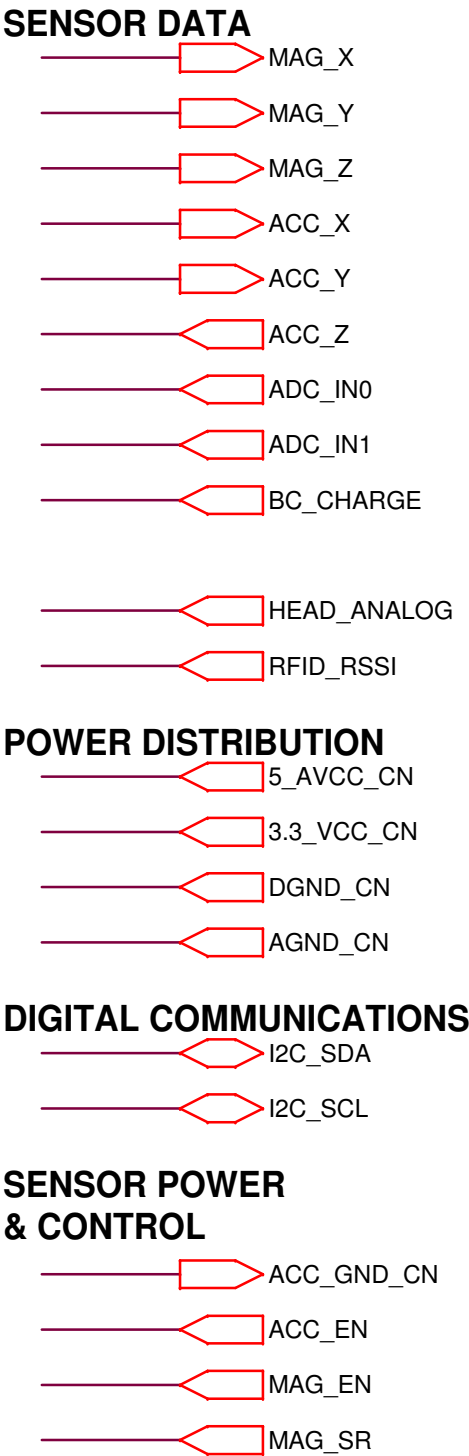 SENSOR DATA
MAG_X
MAG_Y
MAG_Z
ACC_X
ACC_Y
ACC_Z
ADC_IN0
ADC_IN1
BC_CHARGE
HEAD_ANALOG
RFID_RSSI
POWER DISTRIBUTION
5_AVCC_CN
3.3_VCC_CN
DGND_CN
AGND_CN
DIGITAL COMMUNICATIONS
I2C_SDA
I2C_SCL
SENSOR POWER
& CONTROL
ACC_GND_CN
ACC_EN
MAG_EN
MAG_SR